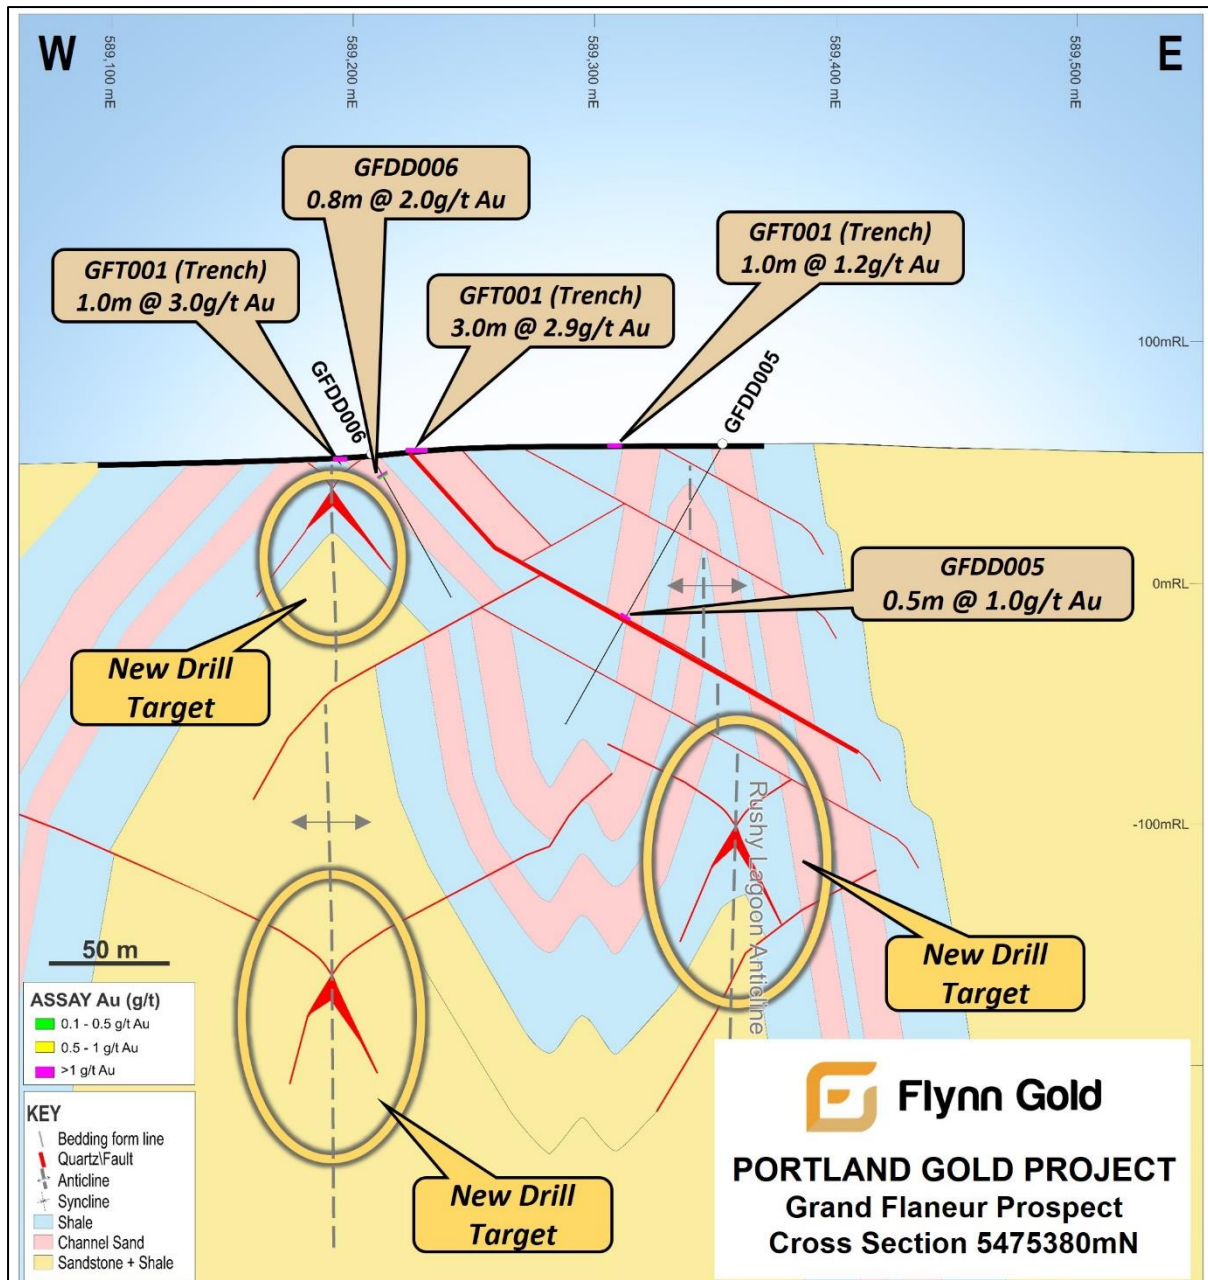 W
E
589,100 mE
589,200 mE
589,300 mE
589,400 mE
589,500 mE
GFDD006
0.8m @ 2.0g/t Au
GFT001 (Trench)
1.0m @ 3.0g/t Au
GFT001 (Trench)
3.0m @ 2.9g/t Au
GFT001 (Trench)
1.0m @ 1.2g/t Au
100mRL
GFDD006
GFDD005
GFDD005
0.5m @ 1.0g/t Au
0mRL
New Drill
Target
-100mRL
Rushy Lagoon Anticline
New Drill
Target
50 m
ASSAY Au (g/t)
0.1 - 0.5 g/t Au
0.5 - 1 g/t Au
>1 g/t Au
KEY
Bedding form line
Quartz\Fault
Anticline
Syncline
Shale
Channel Sand
Sandstone + Shale
New Drill
Target
Flynn Gold
PORTLAND GOLD PROJECT
Grand Flaneur Prospect
Cross Section 5475380mN